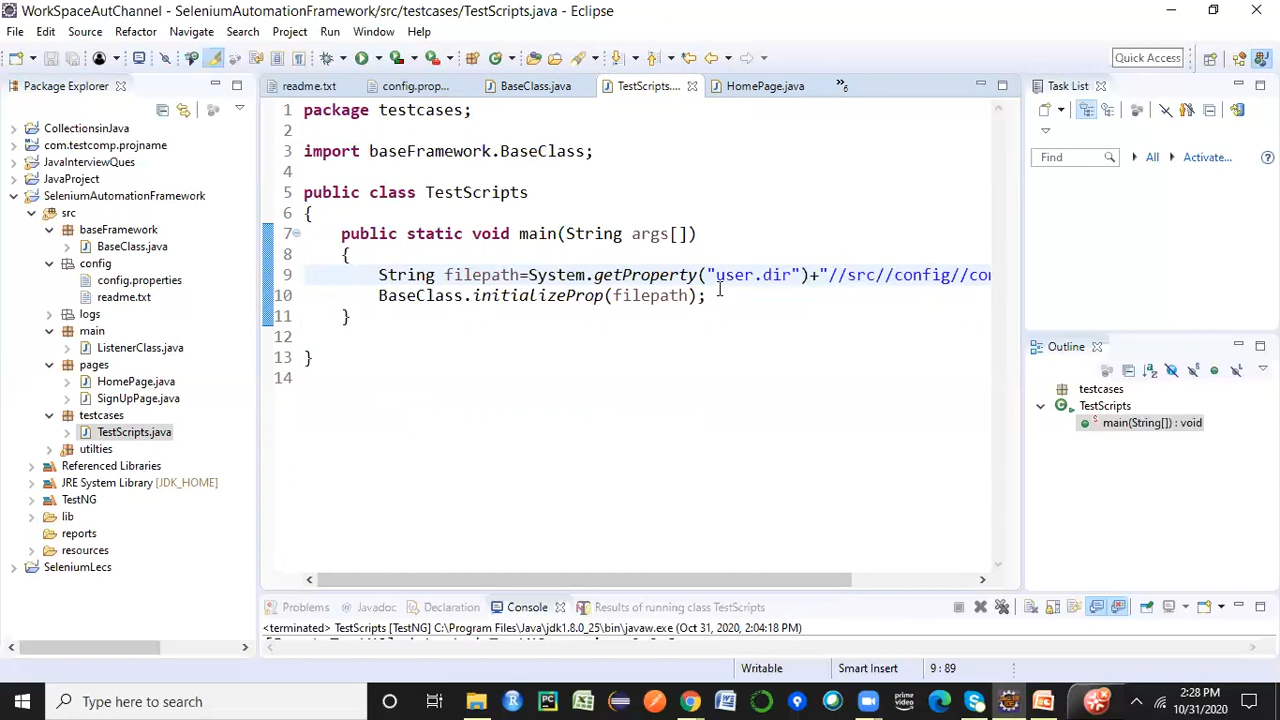 WorkSpaceAutChannel - SeleniumAutomationFramework/src/testcases/TestScripts.java - Eclipse
File Edit Source Refactor Navigate Search Project Run Window Help
Quick Access
Package Explorer
CollectionsinJava
com.testcomp.projname
JavaInterviewQues
JavaProject
SeleniumAutomationFramework
src
baseFramework
BaseClass.java
config
config.properties
readme.txt
logs
main
ListenerClass.java
pages
HomePage.java
SignUpPage.java
testcases
TestScripts.java
utilties
Referenced Libraries
JRE System Library [JDK_HOME]
TestNG
lib
reports
resources
SeleniumLecs
readme.txt config.prop... BaseClass.java TestScripts.... HomePage.java »6
1 package testcases;
2
3 import baseFramework.BaseClass;
4
5 public class TestScripts
6 {
7 public static void main(String args[])
8 {
9 String filepath=System.getProperty("user.dir")+"//src//config//con
10 BaseClass.initializeProp(filepath);
11 }
12
13 }
14
Task List
Find All Activate...
Outline
testcases
TestScripts
main(String[]) : void
Problems Javadoc Declaration Console Results of running class TestScripts
<terminated> TestScripts [TestNG] C:\Program Files\Java\jdk1.8.0_25\bin\javaw.exe (Oct 31, 2020, 2:04:18 PM)
Writable Smart Insert 9 : 89
Type here to search
prime video
2:28 PM
10/31/2020